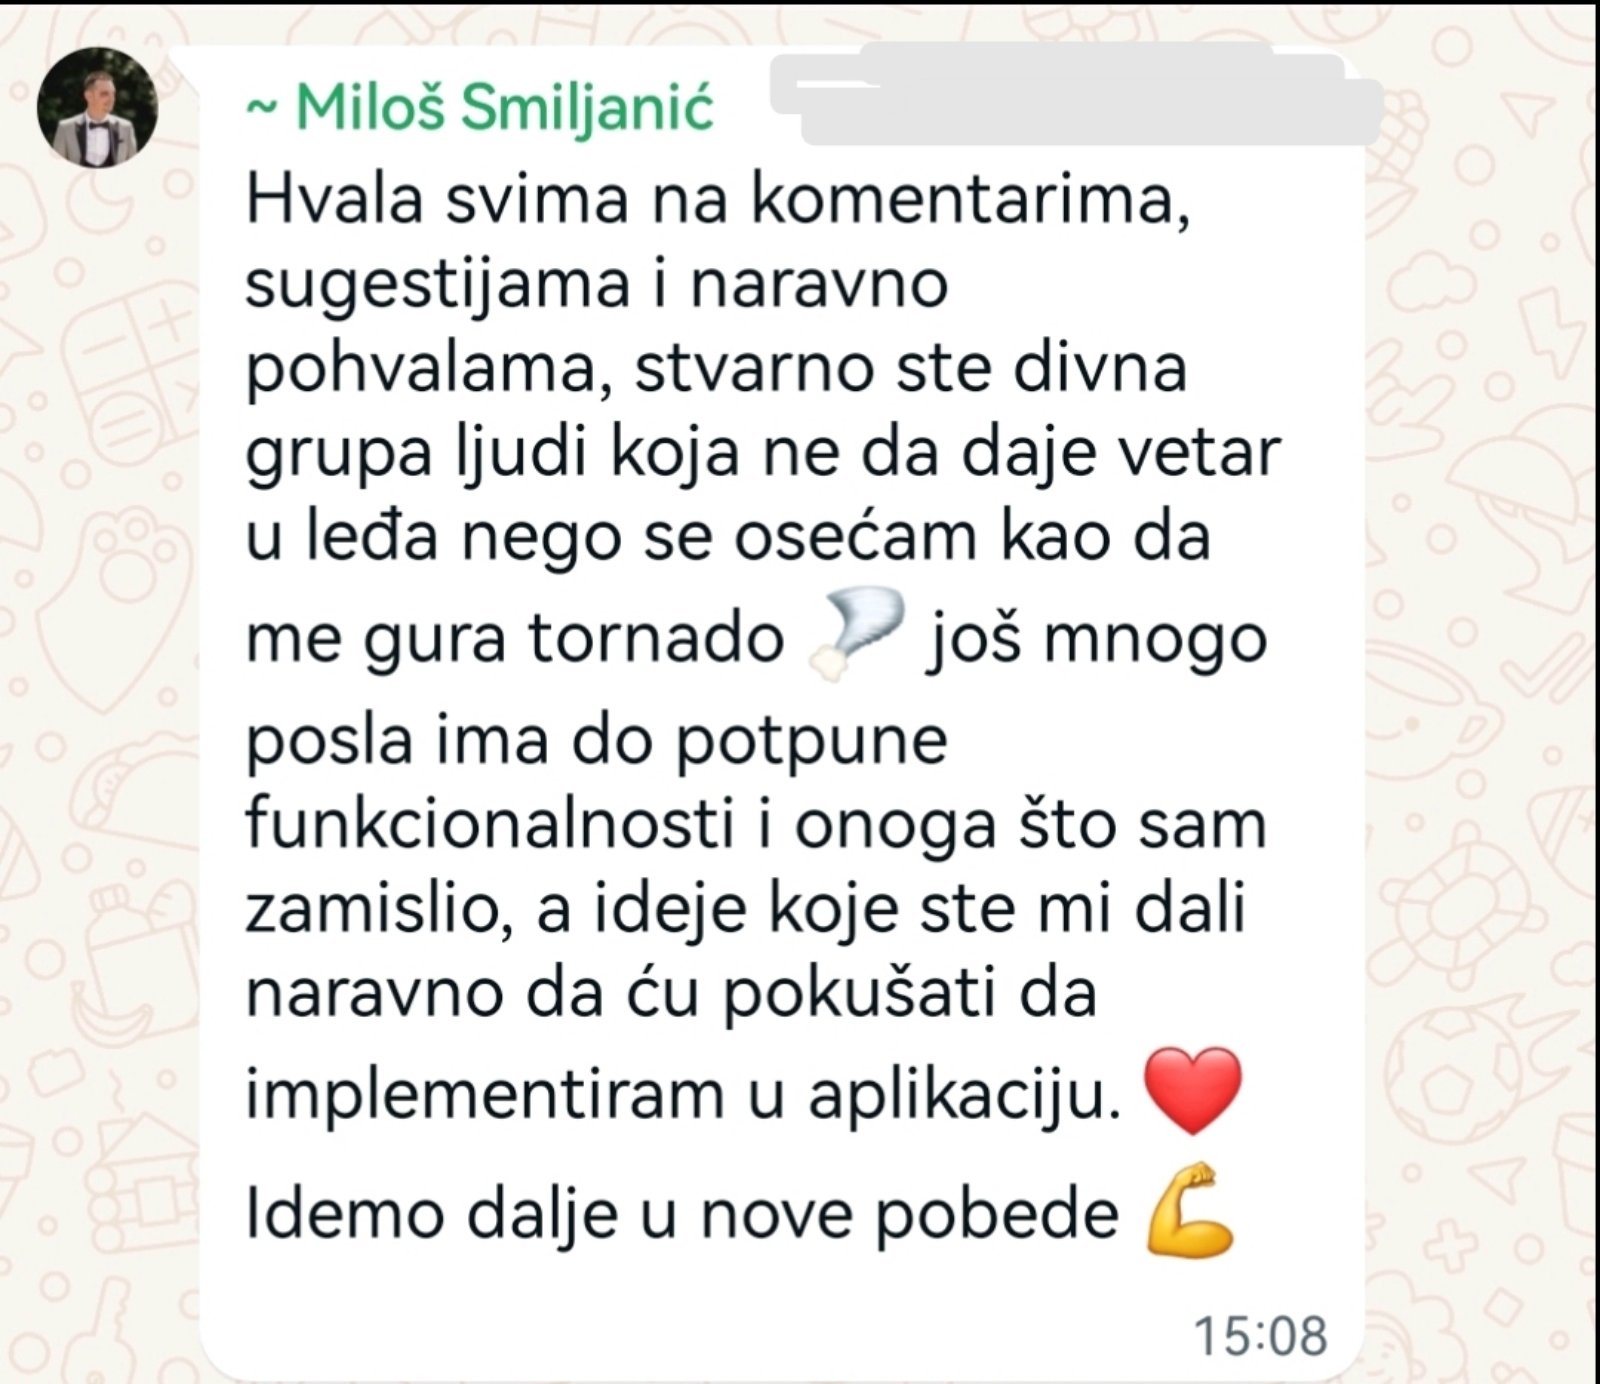 ~ Miloš Smiljanić
Hvala svima na komentarima,
sugestijama i naravno
pohvalama, stvarno ste divna
grupa ljudi koja ne da daje vetar
u leđa nego se osećam kao da
me gura tornado 🌪️ još mnogo
posla ima do potpune
funkcionalnosti i onoga što sam
zamislio, a ideje koje ste mi dali
naravno da ću pokušati da
implementiram u aplikaciju. ❤️
Idemo dalje u nove pobede 💪
15:08